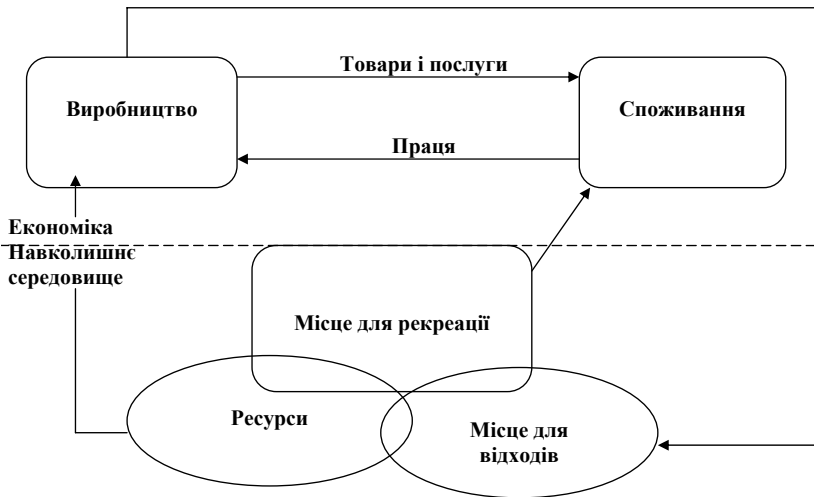 Товари і послуги
Виробництво
Споживання
Праця
Економіка
Навколишнє
середовище
Місце для рекреації
Ресурси
Місце для
відходів